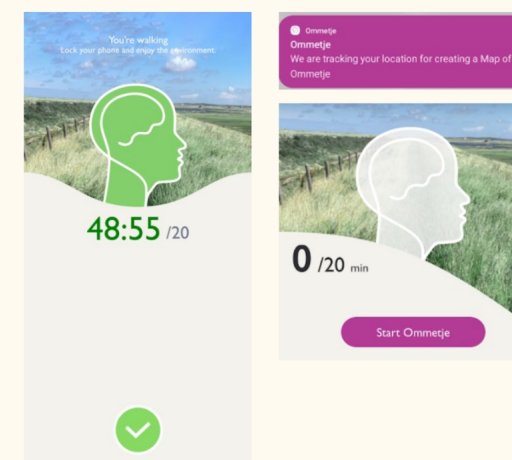 You're walking
Lock your phone and enjoy the environment.
48:55 /20
Ommetje
Ommetje
We are tracking your location for creating a Map of
Ommetje
0 /20 min
Start Ommetje